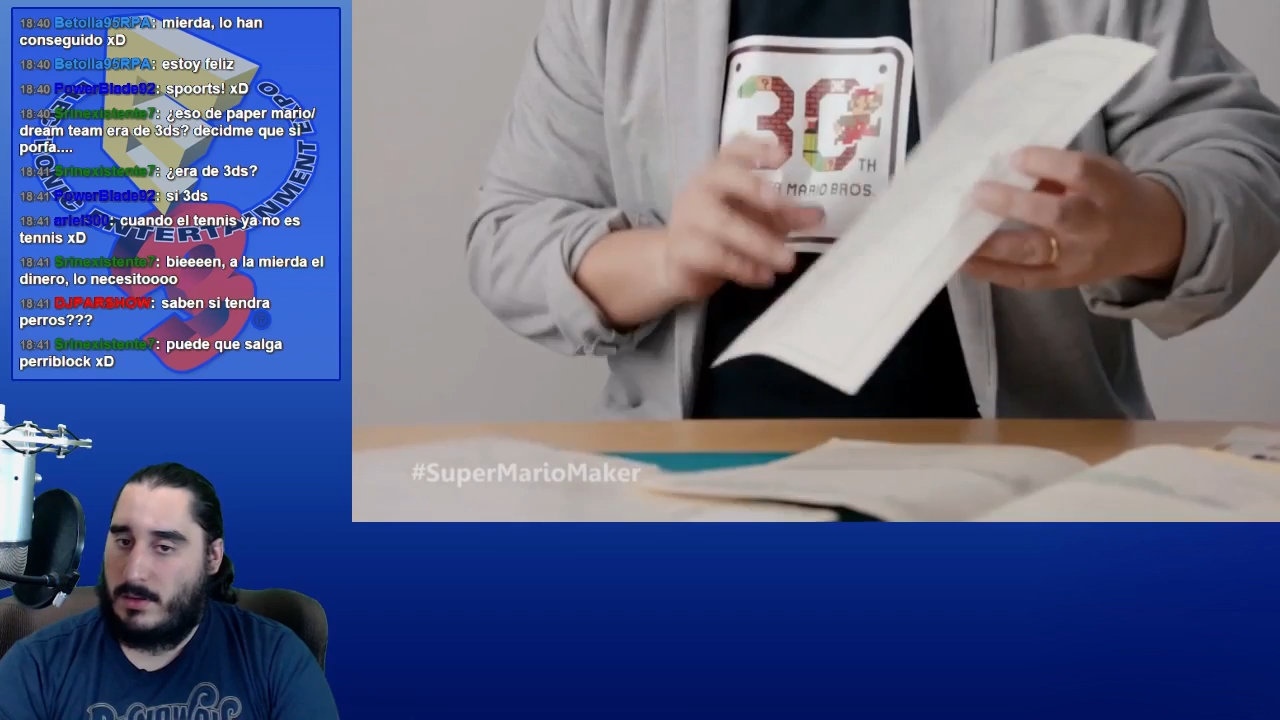 18:40 Betolla95RPA: mierda, lo han
conseguido xD
18:40 Betolla95RPA: estoy feliz
18:40 PowerBlade92: spoorts! xD
18:40 Srinexistente7: ¿eso de paper mario/
dream team era de 3ds? decidme que si
porfa....
18:41 Srinexistente7: ¿era de 3ds?
18:41 PowerBlade92: si 3ds
18:41 ariel300: cuando el tennis ya no es
tennis xD
18:41 Srinexistente7: bieeeen, a la mierda el
dinero, lo necesitoooo
18:41 DJPARSHOW: saben si tendra
perros???
18:41 Srinexistente7: puede que salga
perriblock xD
30
TH
MARIO BROS.
#SuperMarioMaker